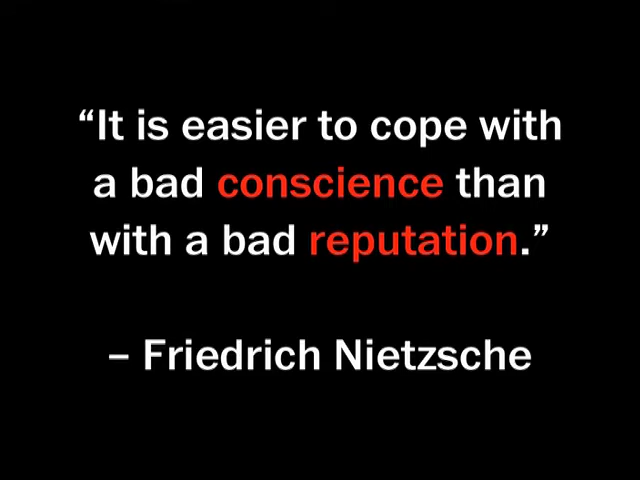 “It is easier to cope with
a bad conscience than
with a bad reputation.”
– Friedrich Nietzsche